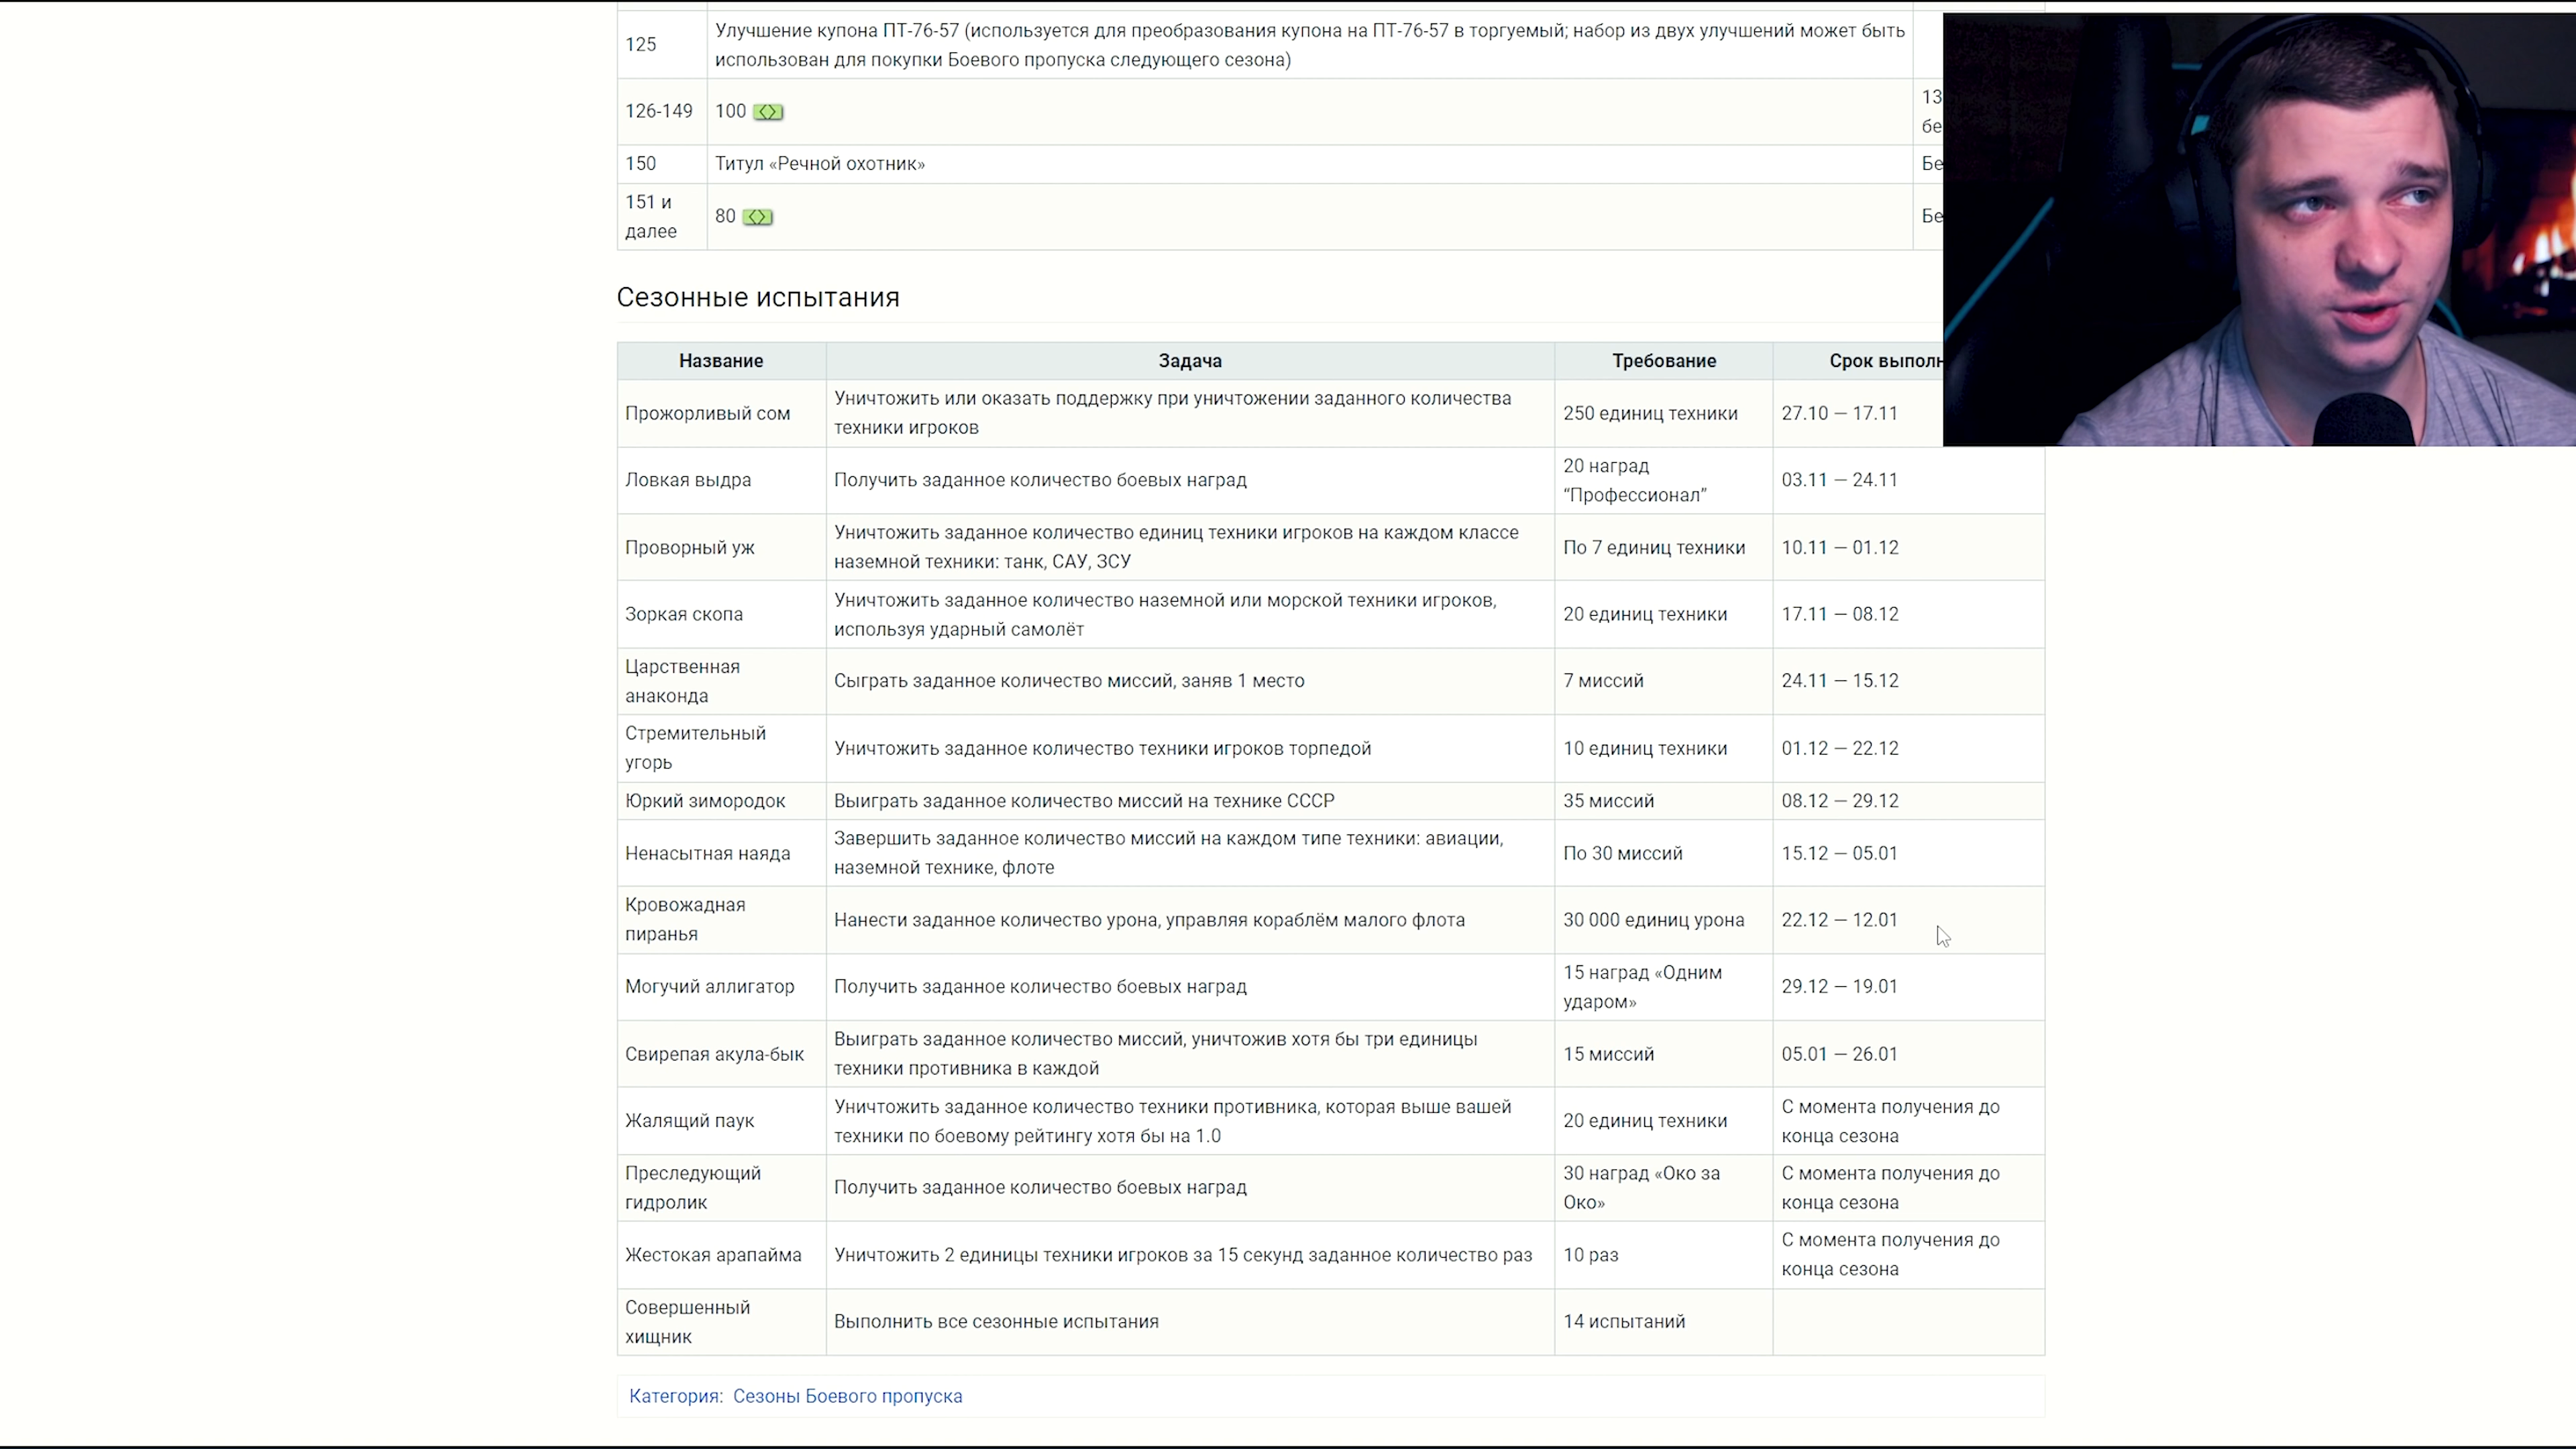 125
Улучшение купона ПТ-76-57 (используется для преобразования купона на ПТ-76-57 в торгуемый; набор из двух улучшений может быть
использован для покупки Боевого пропуска следующего сезона)
126-149
100
13
бе
150
Титул «Речной охотник»
Бе
151 и
далее
80
Бе
Сезонные испытания
Название
Задача
Требование
Срок выполн
Прожорливый сом
Уничтожить или оказать поддержку при уничтожении заданного количества
техники игроков
250 единиц техники
27.10 — 17.11
Ловкая выдра
Получить заданное количество боевых наград
20 наград
“Профессионал”
03.11 — 24.11
Проворный уж
Уничтожить заданное количество единиц техники игроков на каждом классе
наземной техники: танк, САУ, ЗСУ
По 7 единиц техники
10.11 — 01.12
Зоркая скопа
Уничтожить заданное количество наземной или морской техники игроков,
используя ударный самолёт
20 единиц техники
17.11 — 08.12
Царственная
анаконда
Сыграть заданное количество миссий, заняв 1 место
7 миссий
24.11 — 15.12
Стремительный
угорь
Уничтожить заданное количество техники игроков торпедой
10 единиц техники
01.12 — 22.12
Юркий зимородок
Выиграть заданное количество миссий на технике СССР
35 миссий
08.12 — 29.12
Ненасытная наяда
Завершить заданное количество миссий на каждом типе техники: авиации,
наземной технике, флоте
По 30 миссий
15.12 — 05.01
Кровожадная
пиранья
Нанести заданное количество урона, управляя кораблём малого флота
30 000 единиц урона
22.12 — 12.01
Могучий аллигатор
Получить заданное количество боевых наград
15 наград «Одним
ударом»
29.12 — 19.01
Свирепая акула-бык
Выиграть заданное количество миссий, уничтожив хотя бы три единицы
техники противника в каждой
15 миссий
05.01 — 26.01
Жалящий паук
Уничтожить заданное количество техники противника, которая выше вашей
техники по боевому рейтингу хотя бы на 1.0
20 единиц техники
С момента получения до
конца сезона
Преследующий
гидролик
Получить заданное количество боевых наград
30 наград «Око за
Око»
С момента получения до
конца сезона
Жестокая арапайма
Уничтожить 2 единицы техники игроков за 15 секунд заданное количество раз
10 раз
С момента получения до
конца сезона
Совершенный
хищник
Выполнить все сезонные испытания
14 испытаний
Категория: Сезоны Боевого пропуска